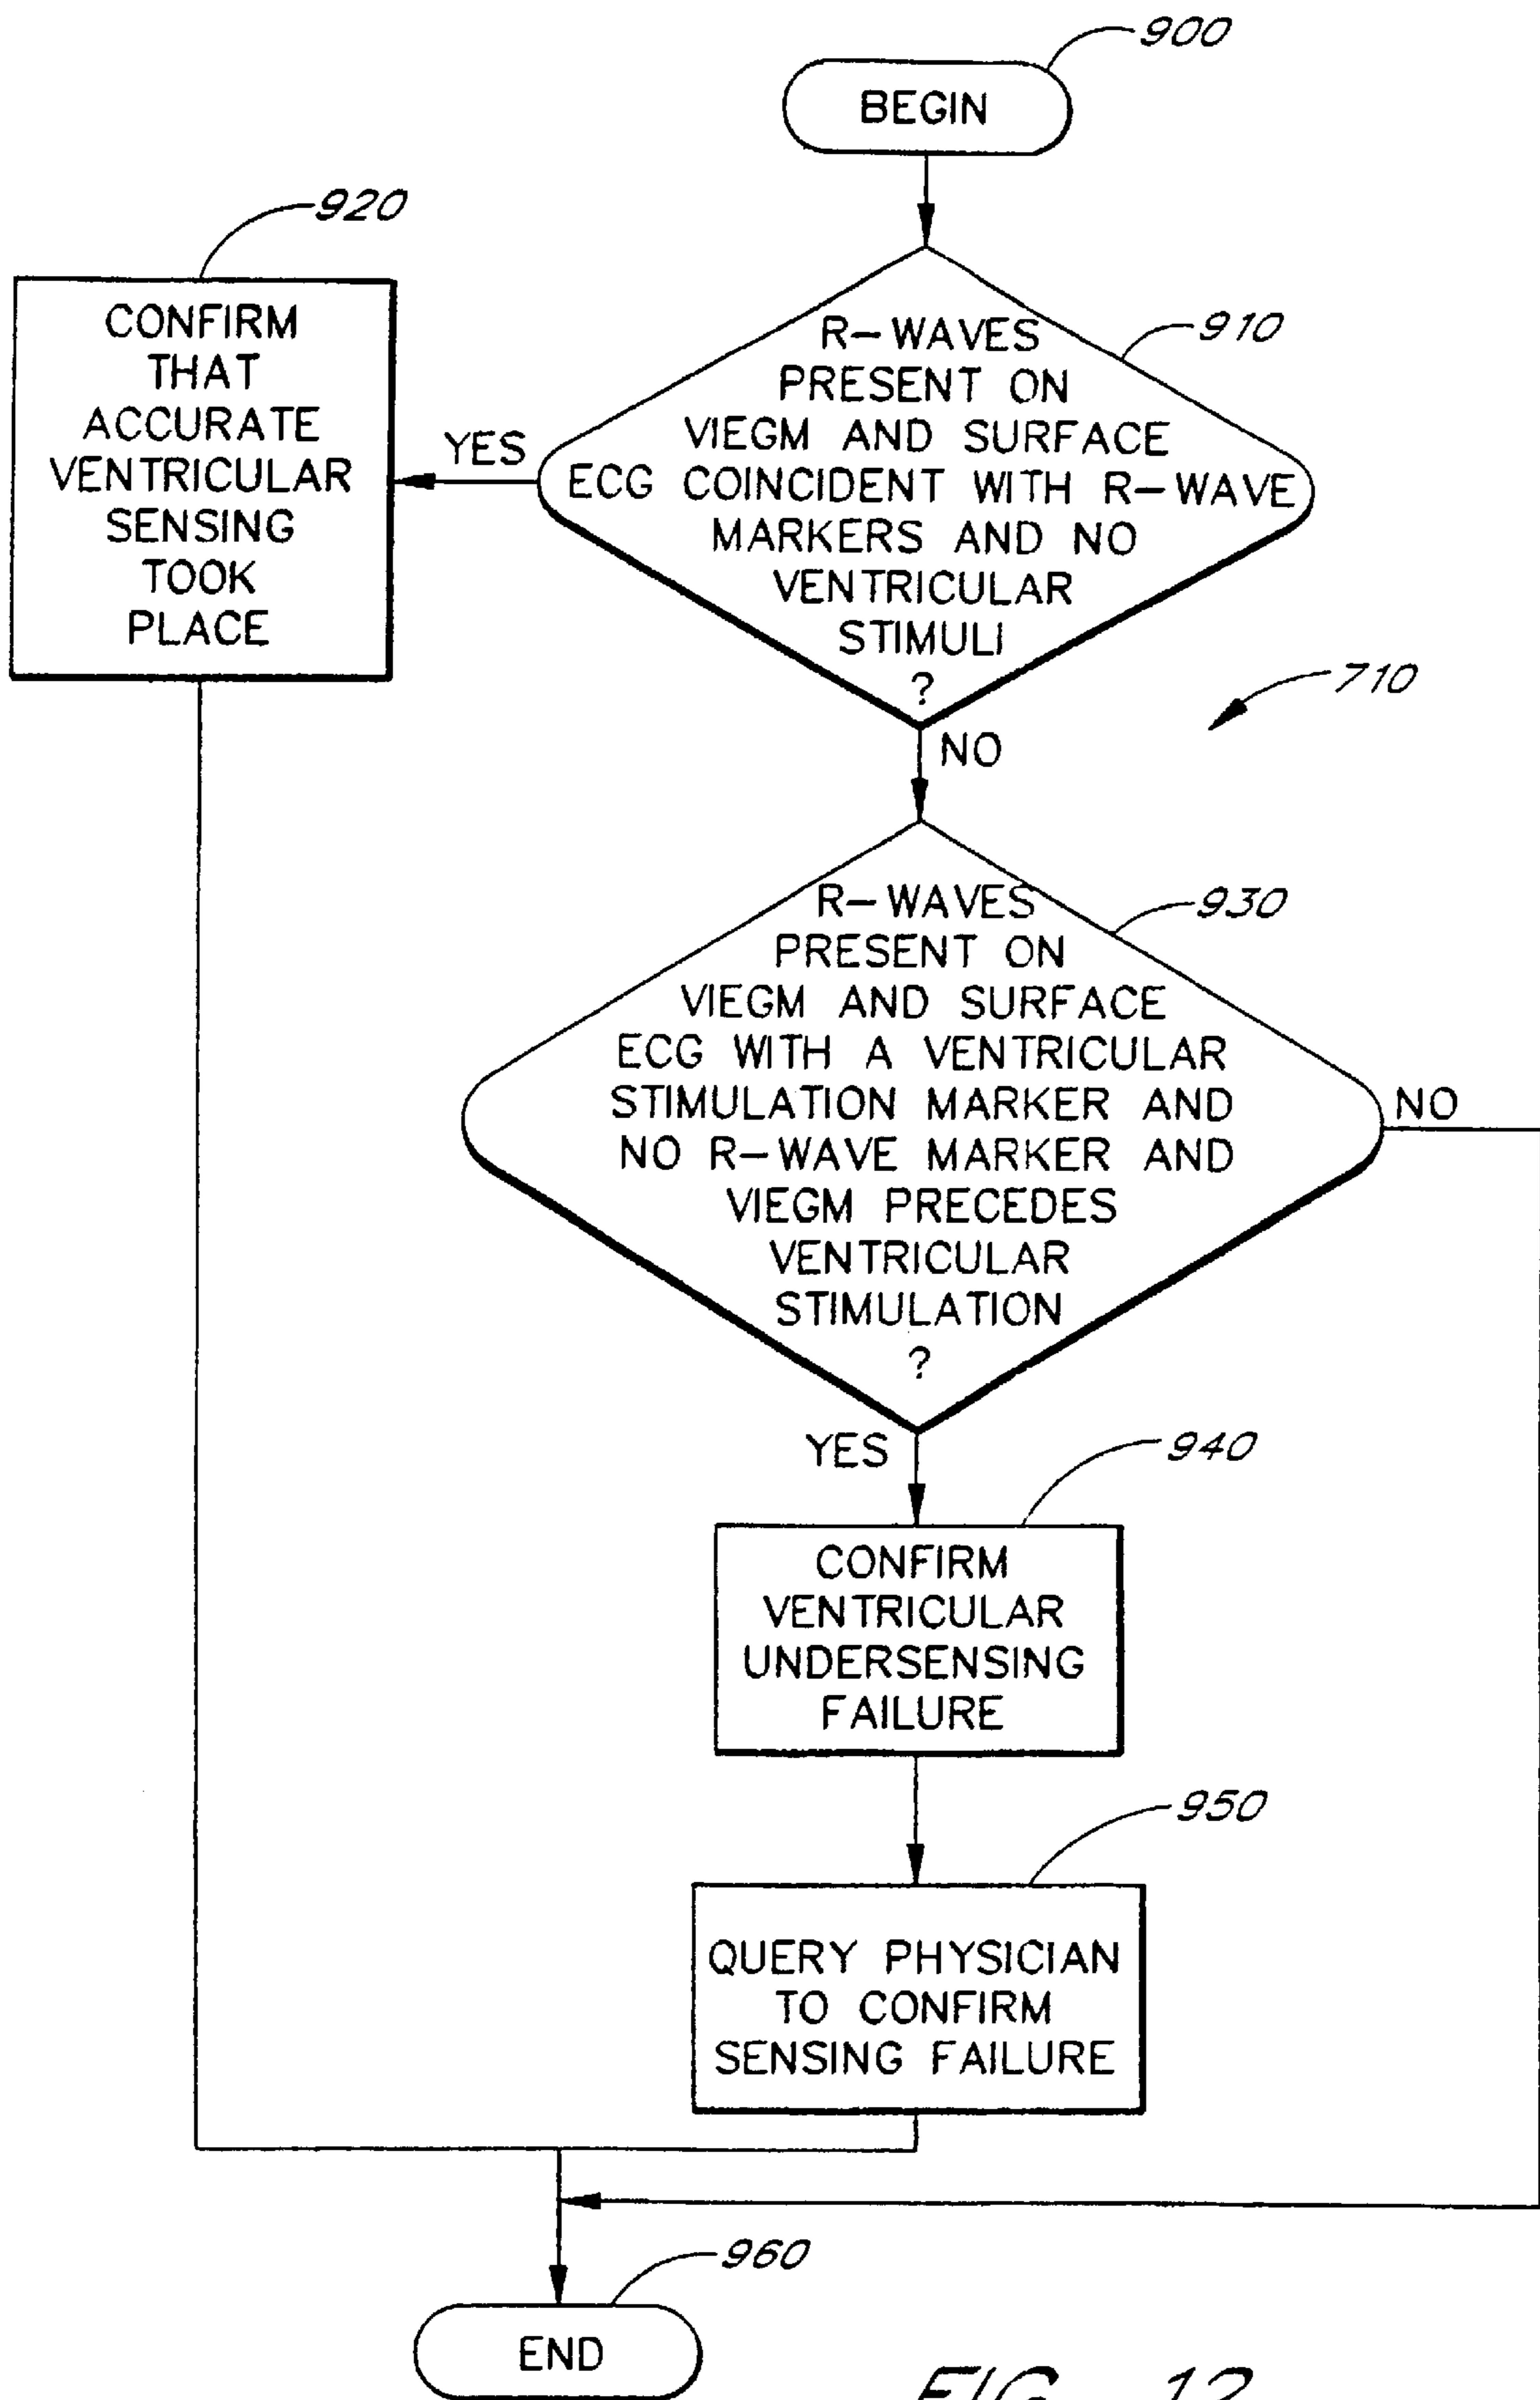 900
BEGIN
920
CONFIRM
THAT
ACCURATE
VENTRICULAR
SENSING
TOOK
PLACE
YES
910
R-WAVES
PRESENT ON
VIEGM AND SURFACE
ECG COINCIDENT WITH R-WAVE
MARKERS AND NO
VENTRICULAR
STIMULI
?
710
NO
930
R-WAVES
PRESENT ON
VIEGM AND SURFACE
ECG WITH A VENTRICULAR
STIMULATION MARKER AND
NO R-WAVE MARKER AND
VIEGM PRECEDES
VENTRICULAR
STIMULATION
?
NO
YES
940
CONFIRM
VENTRICULAR
UNDERSENSING
FAILURE
950
QUERY PHYSICIAN
TO CONFIRM
SENSING FAILURE
960
END
FIG. 12